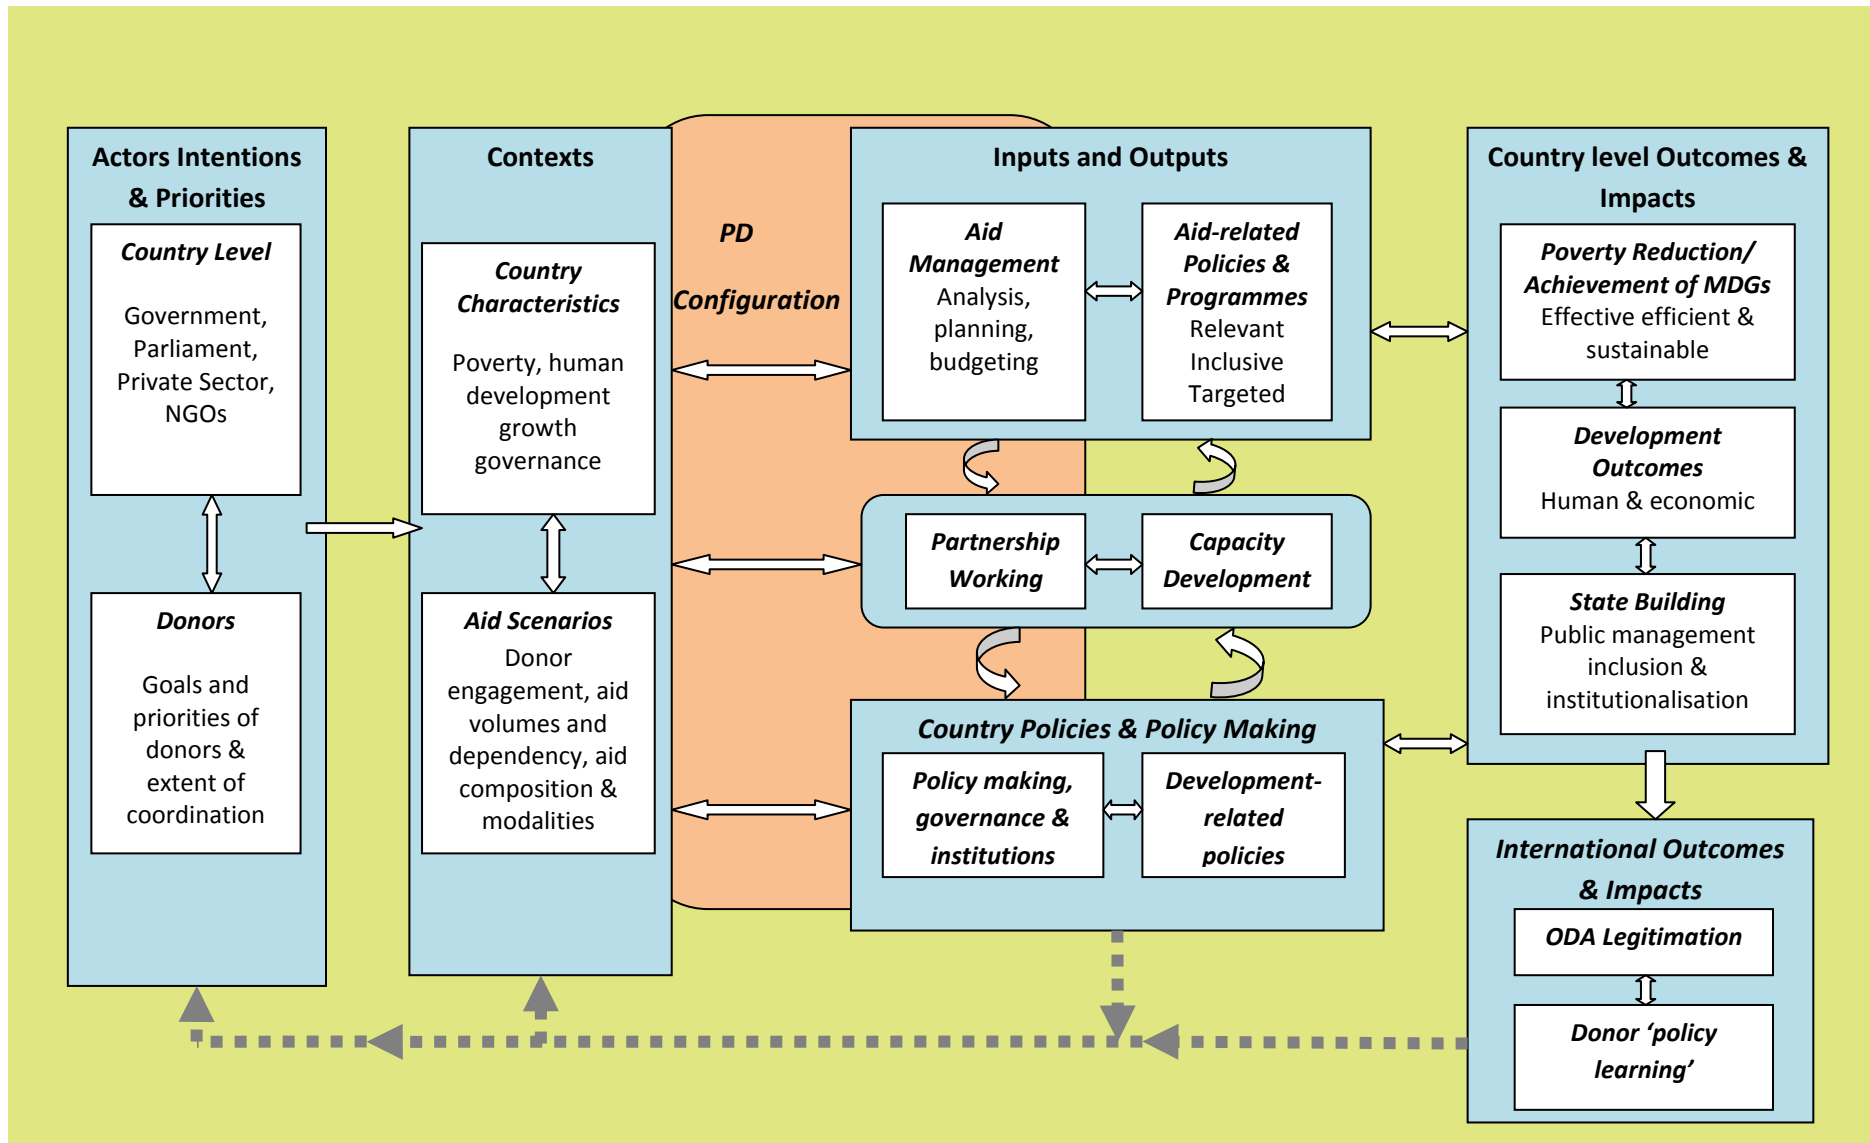 Actors Intentions
& Priorities
Country Level
Government,
Parliament,
Private Sector,
NGOs
Donors
Goals and
priorities of
donors &
extent of
coordination
Contexts
Country
Characteristics
Poverty, human
development
growth
governance
Aid Scenarios
Donor
engagement, aid
volumes and
dependency, aid
composition &
modalities
PD
Configuration
Inputs and Outputs
Aid
Management
Analysis,
planning,
budgeting
Aid-related
Policies &
Programmes
Relevant
Inclusive
Targeted
Partnership
Working
Capacity
Development
Country Policies & Policy Making
Policy making,
governance &
institutions
Development-
related
policies
Country level Outcomes &
Impacts
Poverty Reduction/
Achievement of MDGs
Effective efficient &
sustainable
Development
Outcomes
Human & economic
State Building
Public management
inclusion &
institutionalisation
International Outcomes
& Impacts
ODA Legitimation
Donor ‘policy
learning’